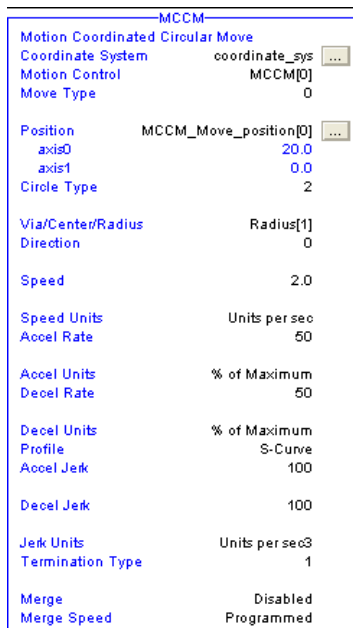 MCCM
Motion Coordinated Circular Move
Coordinate System coordinate_sys ...
Motion Control MCCM[0]
Move Type 0
Position MCCM_Move_position[0] ...
axis0 20.0
axis1 0.0
Circle Type 2
Via/Center/Radius Radius[1]
Direction 0
Speed 2.0
Speed Units Units per sec
Accel Rate 50
Accel Units % of Maximum
Decel Rate 50
Decel Units % of Maximum
Profile S-Curve
Accel Jerk 100
Decel Jerk 100
Jerk Units Units per sec3
Termination Type 1
Merge Disabled
Merge Speed Programmed